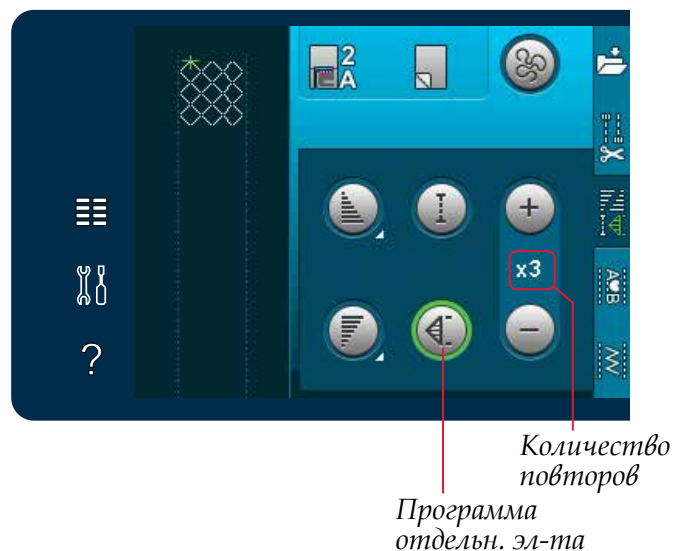 2
A
+
x3
−
A B
?
Количество
повторов
Программа
отдельн. эл-та